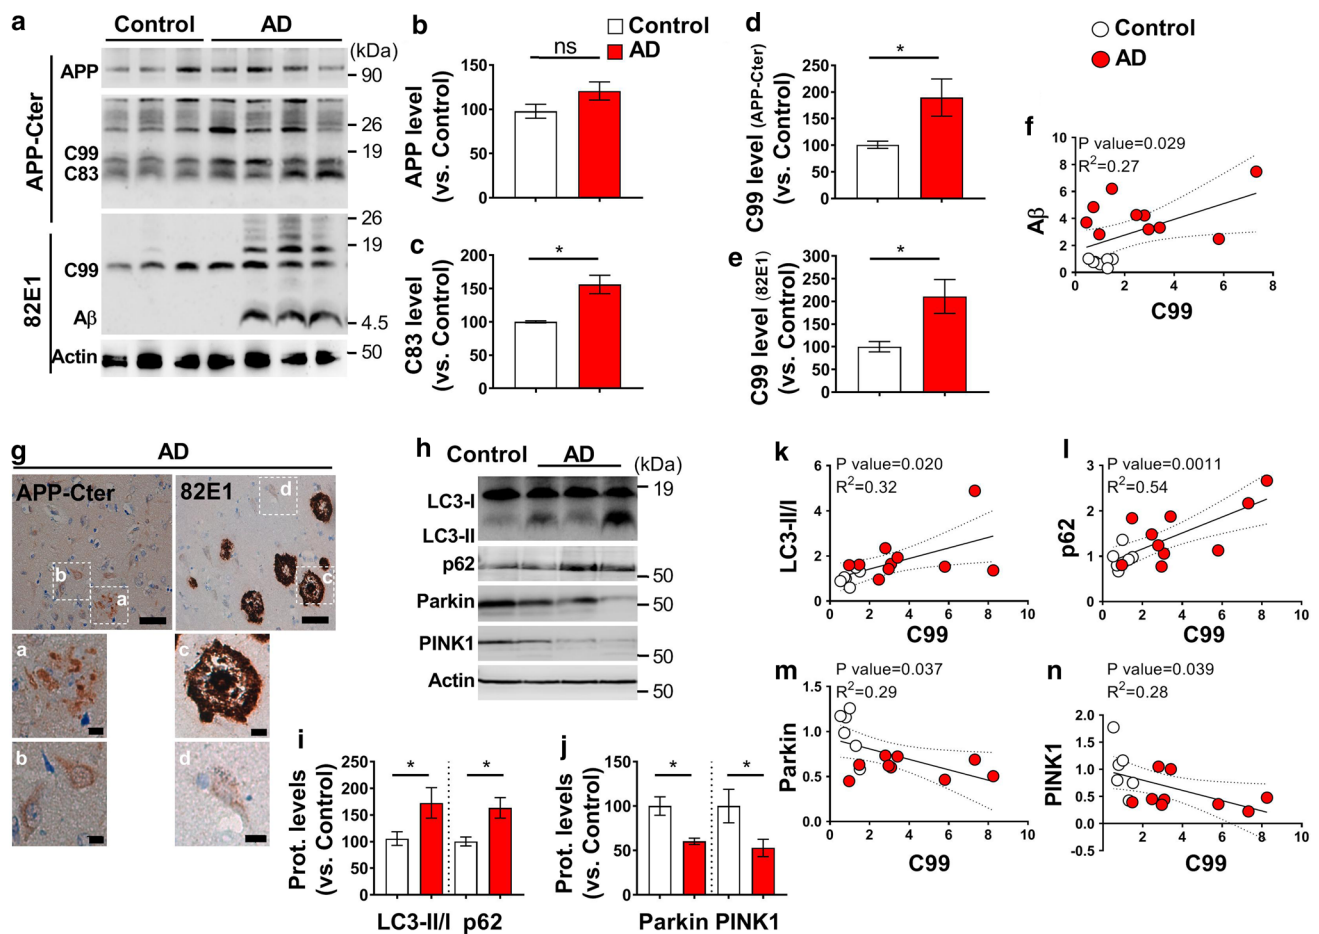 a
Control AD
(kDa)
APP
90
APP-Cter
26
19
C99
C83
26
19
82E1
C99
Aβ
4.5
Actin
50
b
Control
AD
ns
APP level
(vs. Control)
150
100
50
0
c
*
C83 level
(vs. Control)
200
150
100
50
0
d
*
C99 level (APP-Cter)
(vs. Control)
250
200
150
100
50
0
e
*
C99 level (82E1)
(vs. Control)
300
250
200
150
100
50
0
Control
AD
f
P value=0.029
R2=0.27
Aβ
10
8
6
4
2
0
0 2 4 6 8
C99
g
AD
APP-Cter
82E1
d
b
a
c
a
c
b
d
h
Control AD
(kDa)
LC3-I
19
LC3-II
p62
50
Parkin
50
PINK1
50
Actin
50
i
* *
Prot. levels
(vs. Control)
250
200
150
100
50
0
LC3-II/I p62
j
* *
Prot. levels
(vs. Control)
150
100
50
0
Parkin PINK1
k
P value=0.020
R2=0.32
LC3-II/I
6
4
2
0
0 2 4 6 8 10
C99
l
P value=0.0011
R2=0.54
p62
3
2
1
0
0 2 4 6 8 10
C99
m
P value=0.037
R2=0.29
Parkin
1.5
1.0
0.5
0.0
0 2 4 6 8 10
C99
n
P value=0.039
R2=0.28
PINK1
2.0
1.5
1.0
0.5
0.0
-0.5
2 4 6 8 10
C99